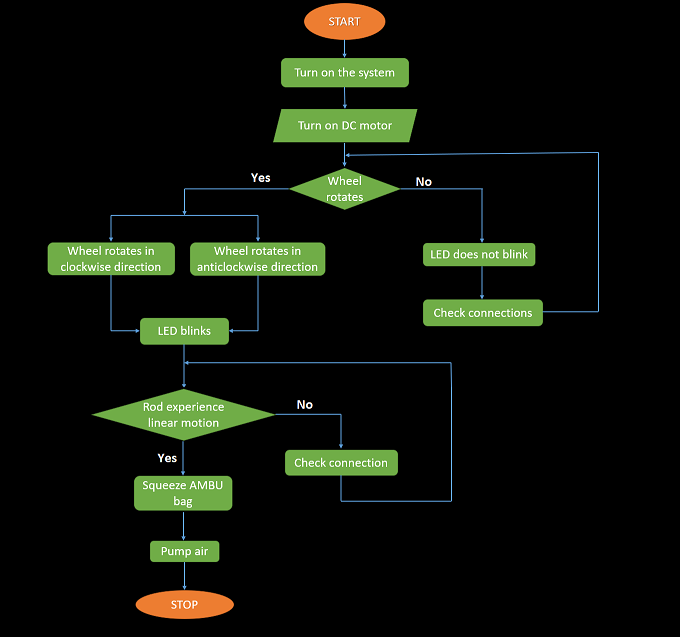 START
Turn on the system
Turn on DC motor
Wheel
rotates
Yes
No
Wheel rotates in
clockwise direction
Wheel rotates in
anticlockwise direction
LED does not blink
Check connections
LED blinks
Rod experience
linear motion
No
Yes
Check connection
Squeeze AMBU
bag
Pump air
STOP